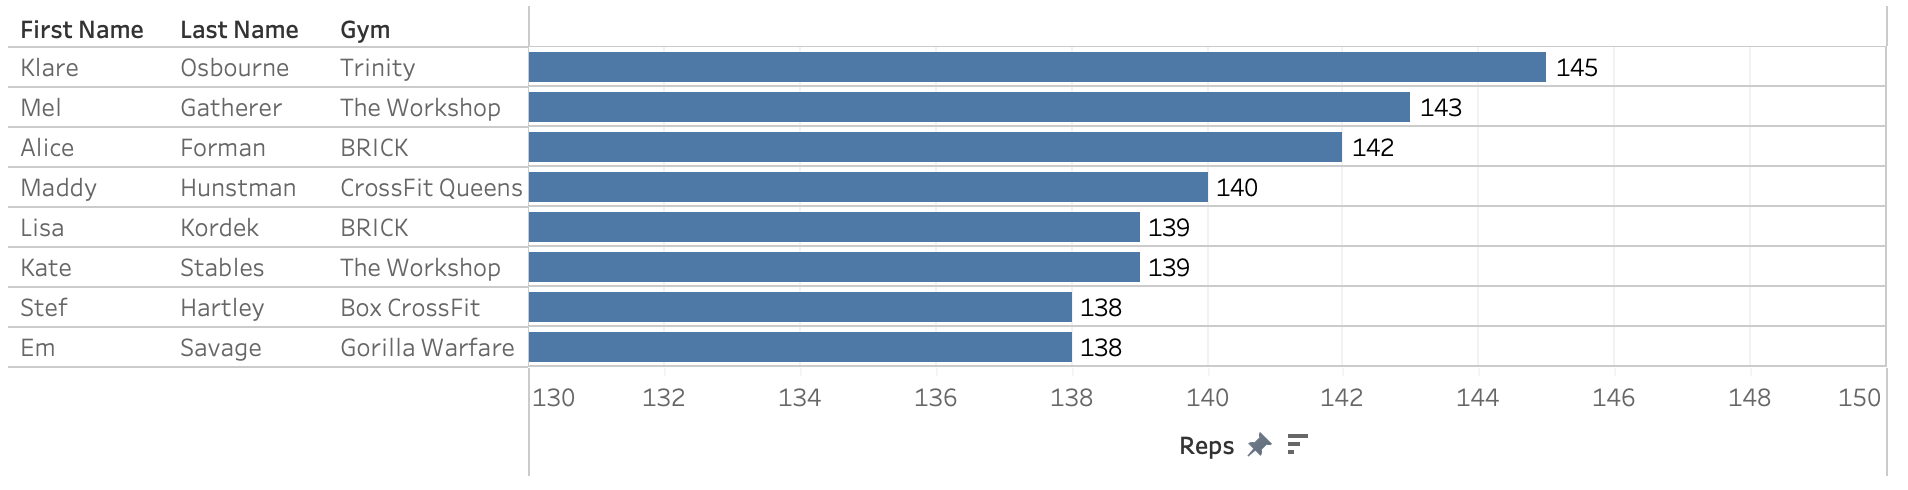 First Name Last Name Gym
Klare Osbourne Trinity 145
Mel Gatherer The Workshop 143
Alice Forman BRICK 142
Maddy Hunstman CrossFit Queens 140
Lisa Kordek BRICK 139
Kate Stables The Workshop 139
Stef Hartley Box CrossFit 138
Em Savage Gorilla Warfare 138
130 132 134 136 138 140 142 144 146 148 150
Reps